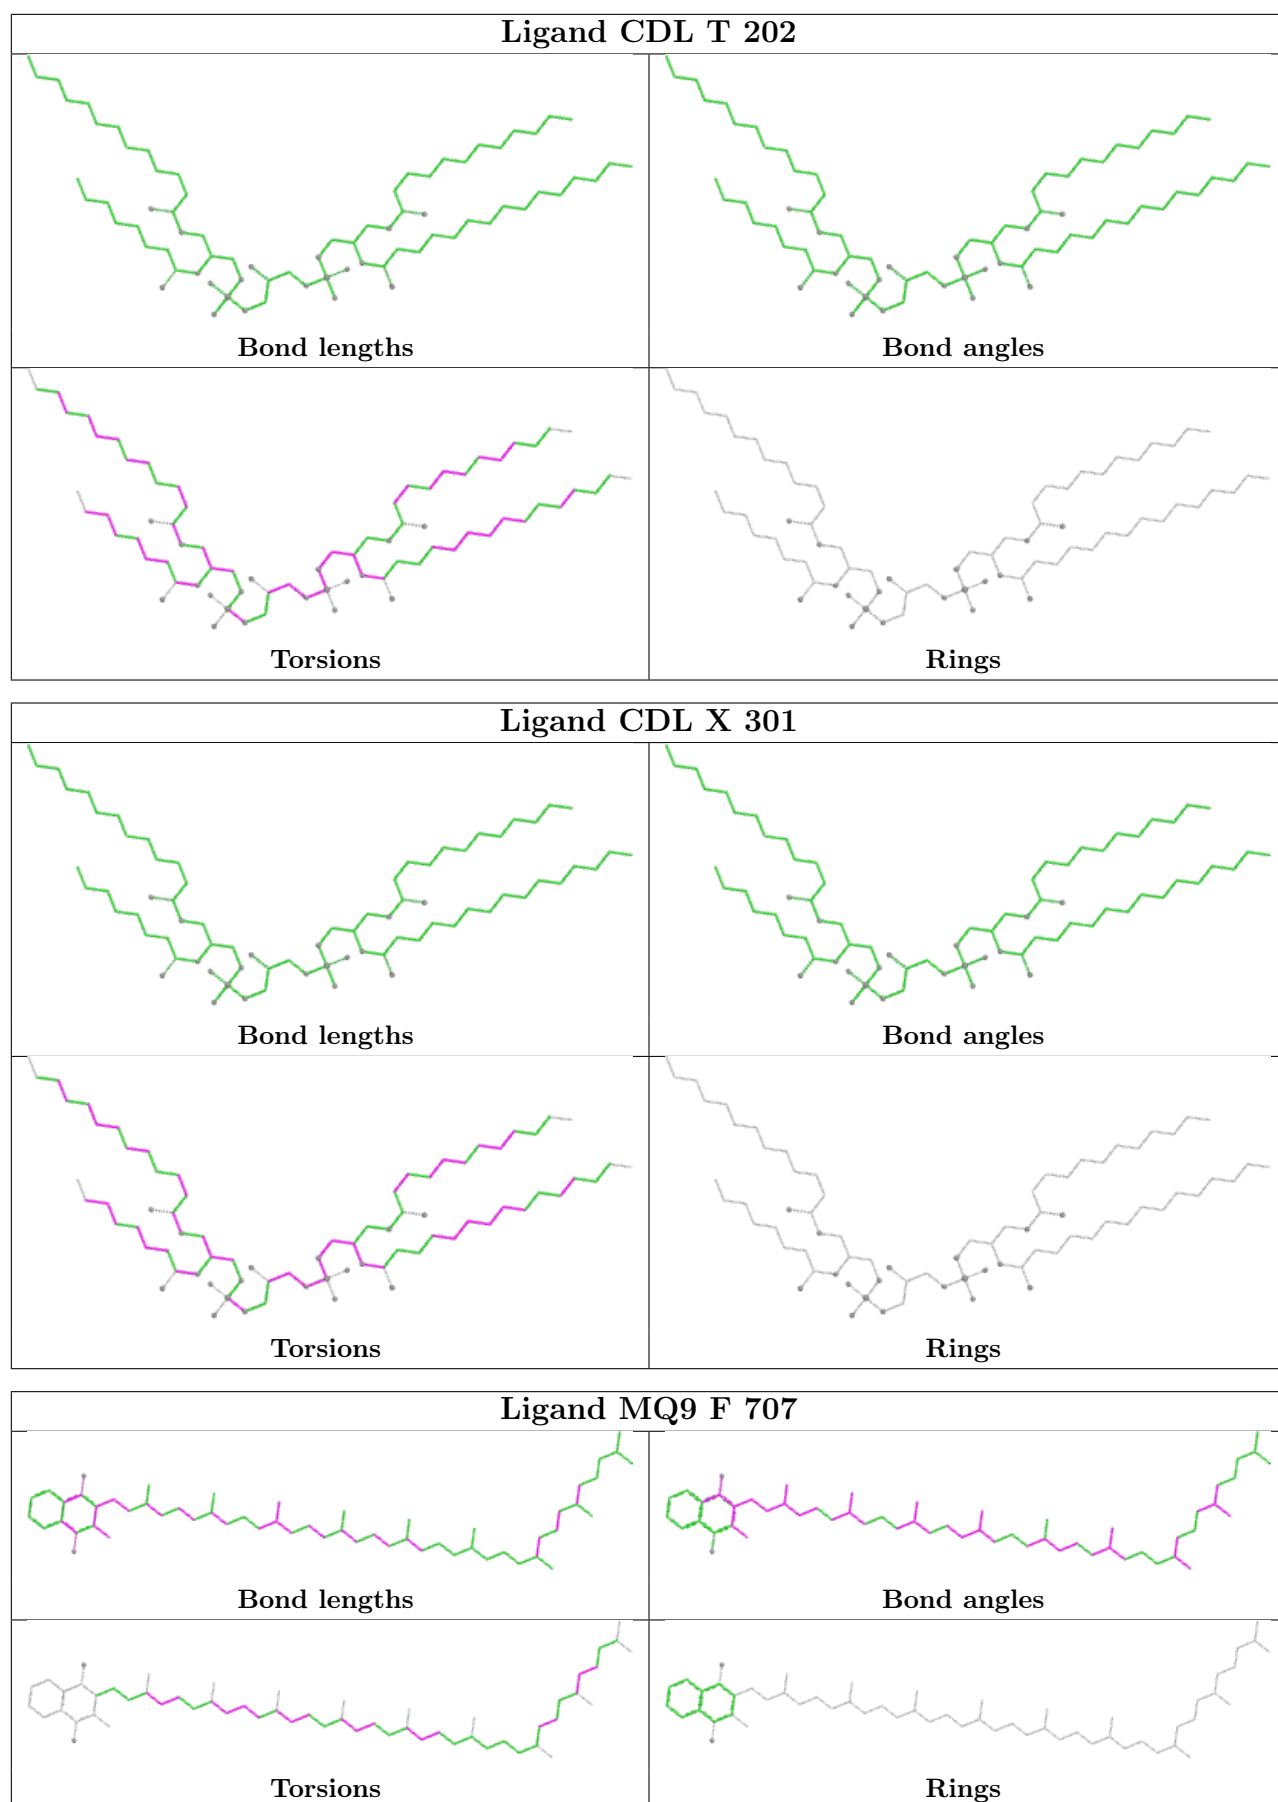 Ligand CDL T 202
Bond lengths
Bond angles
Torsions
Rings
Ligand CDL X 301
Bond lengths
Bond angles
Torsions
Rings
Ligand MQ9 F 707
Bond lengths
Bond angles
Torsions
Rings